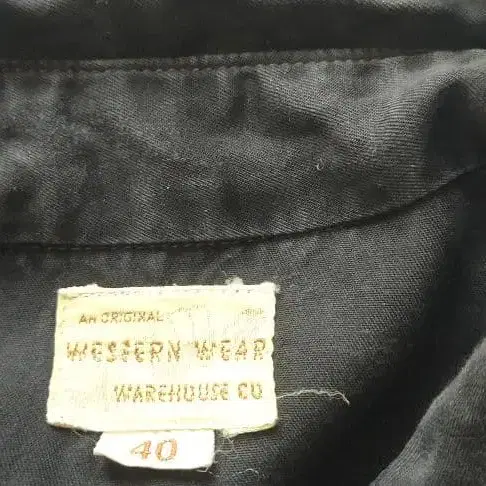 AN ORIGINAL
WESTERN WEAR
WAREHOUSE CO
40